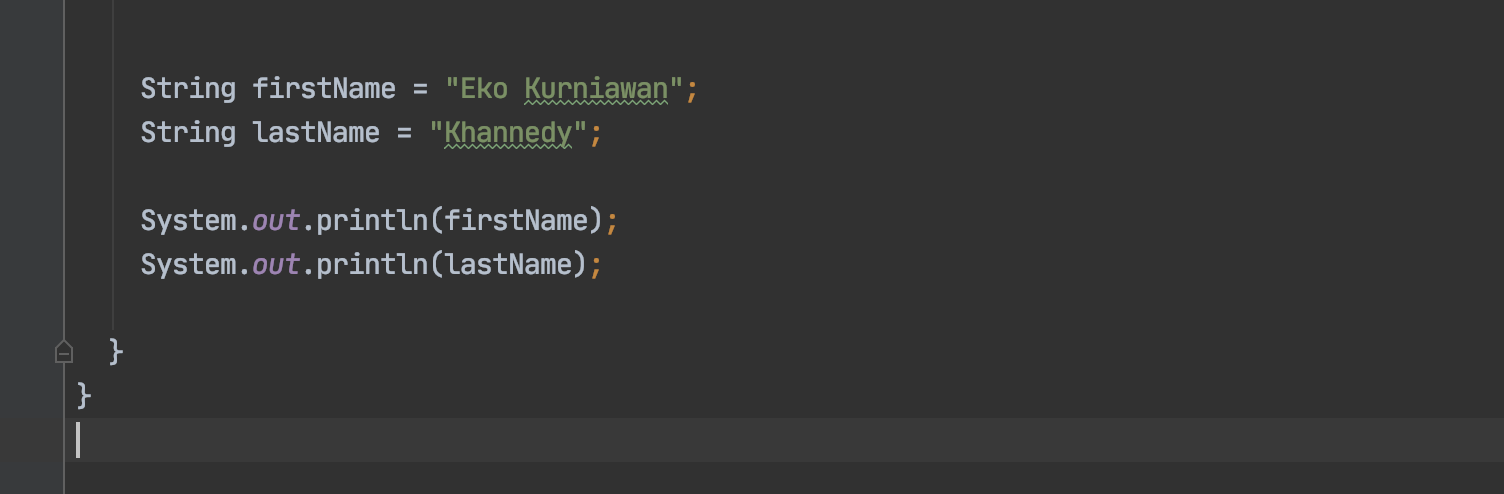 String firstName = "Eko Kurniawan";
String lastName = "Khannedy";
System.out.println(firstName);
System.out.println(lastName);
}
}